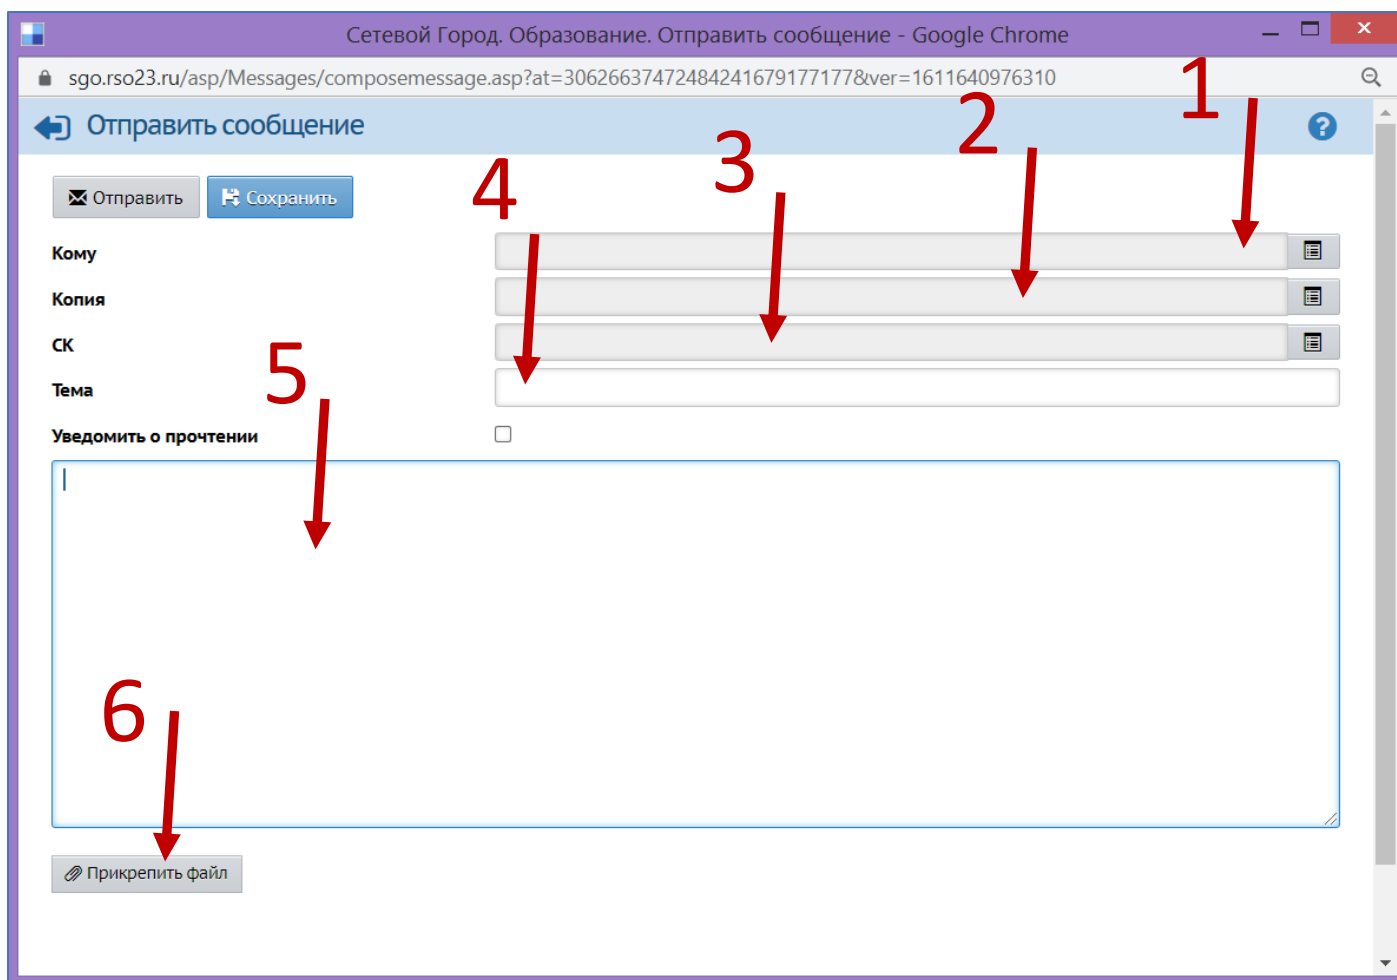 Сетевой Город. Образование. Отправить сообщение - Google Chrome
sgo.rso23.ru/asp/Messages/composemessage.asp?at=30626637472484241679177177&ver=1611640976310
1
Отправить сообщение
2
3
4
Отправить
Сохранить
Кому
Копия
СК
5
Тема
Уведомить о прочтении
6
Прикрепить файл